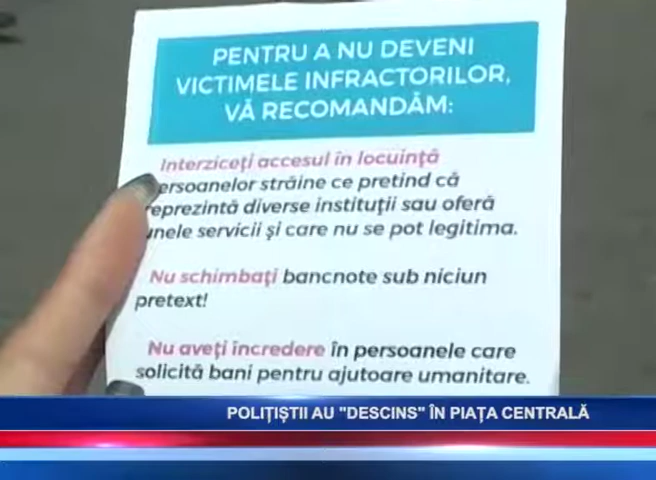 PENTRU A NU DEVENI
VICTIMELE INFRACTORILOR,
VĂ RECOMANDĂM:
Interziceți accesul în locuință
ersoanelor străine ce pretind că
reprezintă diverse instituții sau oferă
unele servicii și care nu se pot legitima.
Nu schimbați bancnote sub niciun
pretext!
Nu aveți încredere în persoanele care
solicită bani pentru ajutoare umanitare.
POLIȚIȘTII AU "DESCINS" ÎN PIAȚA CENTRALĂ